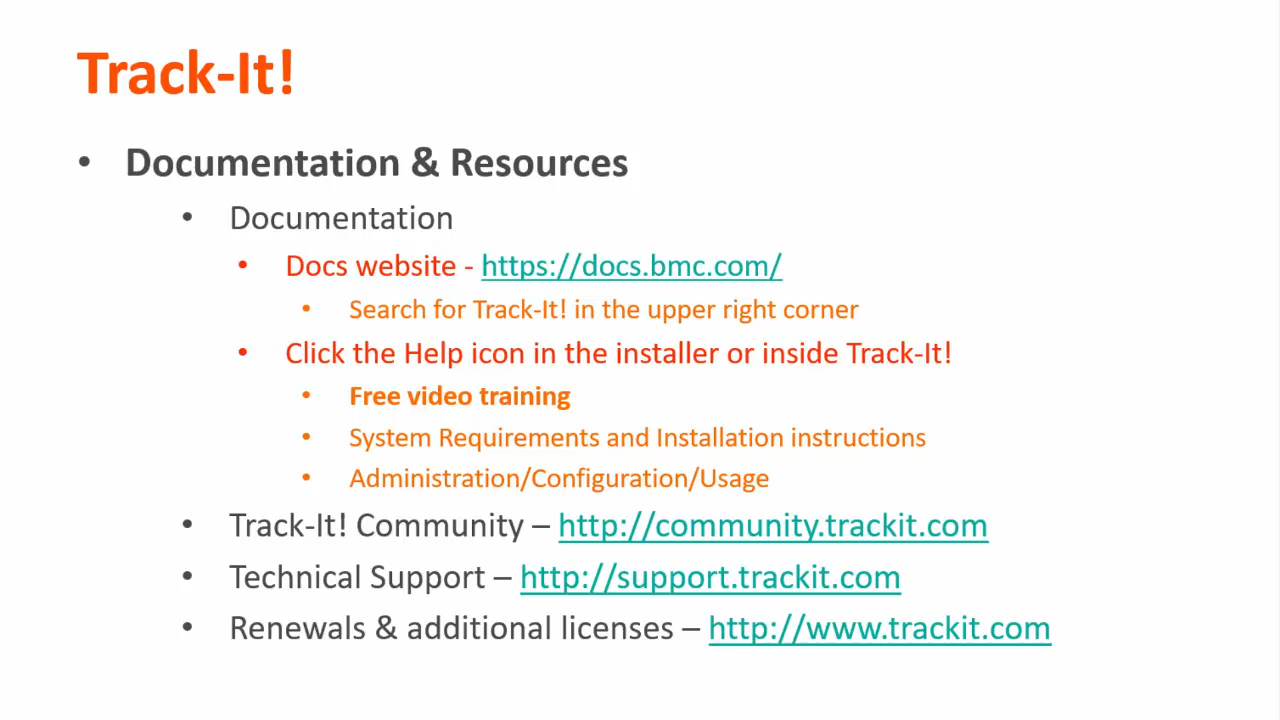 Track-It!
• Documentation & Resources
• Documentation
• Docs website - https://docs.bmc.com/
• Search for Track-It! in the upper right corner
• Click the Help icon in the installer or inside Track-It!
• Free video training
• System Requirements and Installation instructions
• Administration/Configuration/Usage
• Track-It! Community – http://community.trackit.com
• Technical Support – http://support.trackit.com
• Renewals & additional licenses – http://www.trackit.com